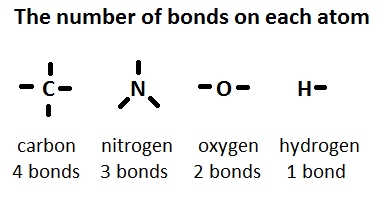 The number of bonds on each atom
C N O H
carbon nitrogen oxygen hydrogen
4 bonds 3 bonds 2 bonds 1 bond